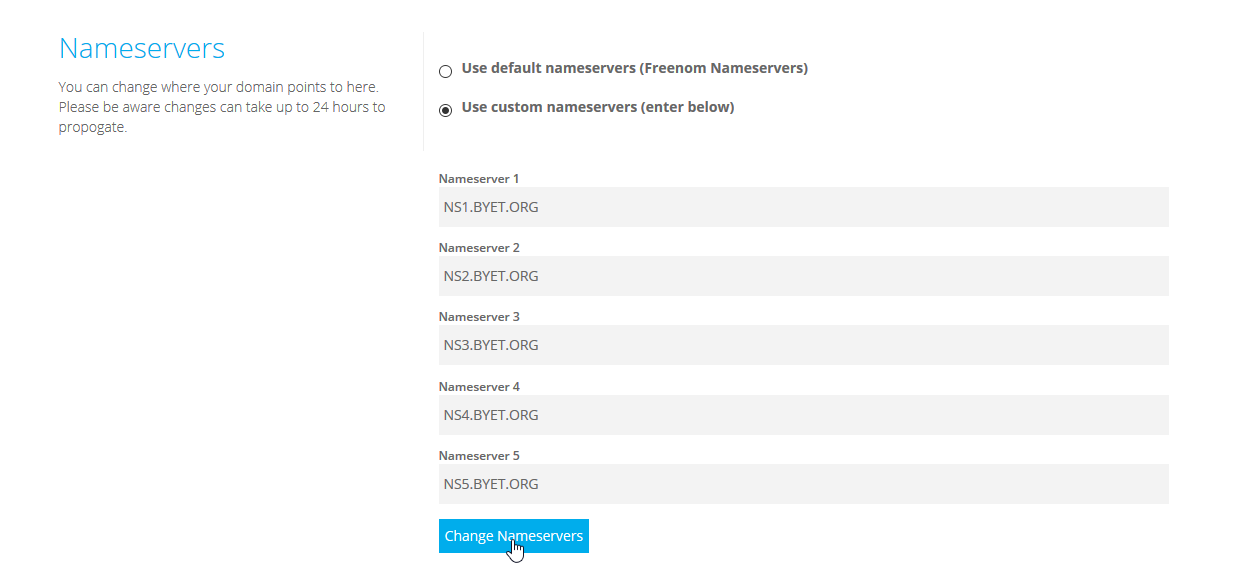 Nameservers
You can change where your domain points to here.
Please be aware changes can take up to 24 hours to
propogate.
Use default nameservers (Freenom Nameservers)
Use custom nameservers (enter below)
Nameserver 1
NS1.BYET.ORG
Nameserver 2
NS2.BYET.ORG
Nameserver 3
NS3.BYET.ORG
Nameserver 4
NS4.BYET.ORG
Nameserver 5
NS5.BYET.ORG
Change Nameservers